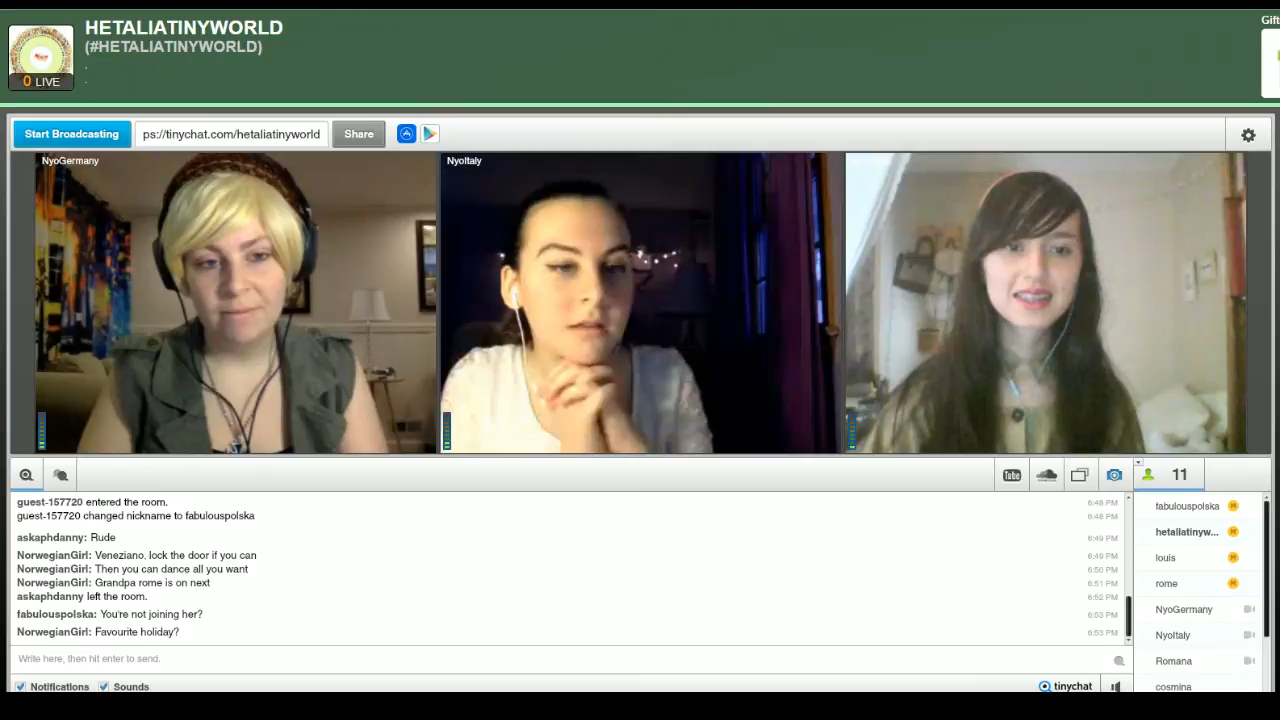 HETALIATINYWORLD
(#HETALIATINYWORLD)
Gift
0 LIVE
Start Broadcasting
ps://tinychat.com/hetaliatinyworld
Share
NyoGermany
NyoItaly
You Tube
11
guest-157720 entered the room.
6:48 PM
guest-157720 changed nickname to fabulouspolska
6:48 PM
askaphdanny: Rude
6:49 PM
NorwegianGirl: Veneziano, lock the door if you can
6:49 PM
NorwegianGirl: Then you can dance all you want
6:50 PM
NorwegianGirl: Grandpa rome is on next
6:51 PM
askaphdanny left the room.
6:52 PM
fabulouspolska: You're not joining her?
6:53 PM
NorwegianGirl: Favourite holiday?
6:53 PM
fabulouspolska
hetaliatinyw...
louis
rome
NyoGermany
NyoItaly
Romana
cosmina
Write here, then hit enter to send.
Notifications
Sounds
tinychat